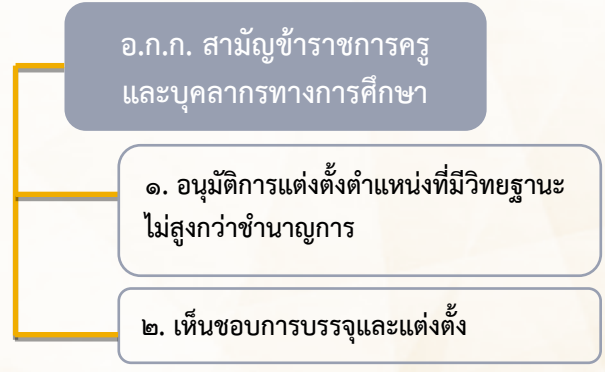 อ.ก.ก. สามัญข้าราชการครู
และบุคลากรทางการศึกษา
๑. อนุมัติการแต่งตั้งตำแหน่งที่มีวิทยฐานะ
ไม่สูงกว่าชำนาญการ
๒. เห็นชอบการบรรจุและแต่งตั้ง